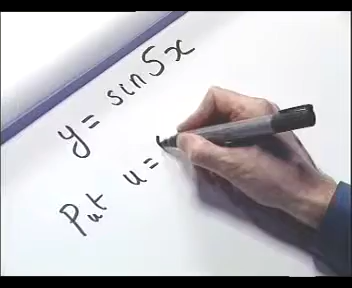 y = sin 5x
Put u =